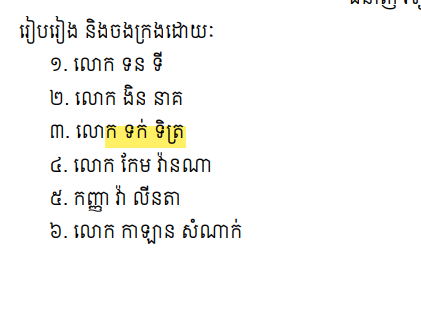 រៀបរៀង និងចងក្រងដោយៈ
១. លោក ទន ទី
២. លោក ងិន នាគ
៣. លោក ទក់ ទិត្រ
៤. លោក កែម វ៉ានណា
៥. កញ្ញា វ៉ា លីនតា
៦. លោក កាឡាន សំណាក់